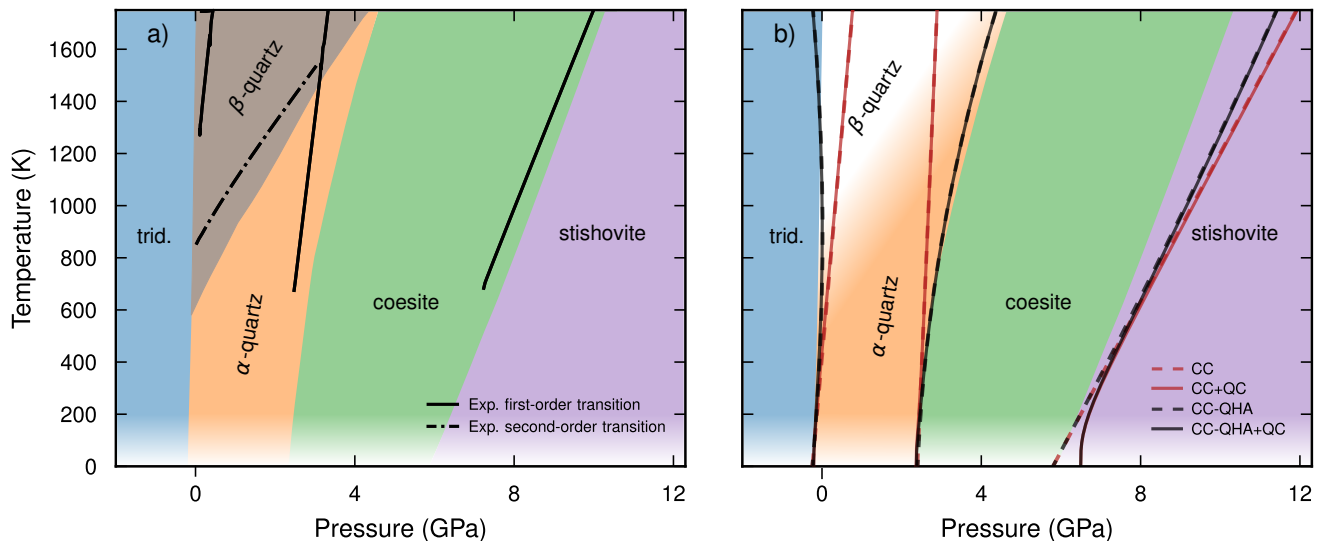 a)
β-quartz
trid.
α-quartz
coesite
stishovite
Exp. first-order transition
Exp. second-order transition
Temperature (K)
1600
1400
1200
1000
800
600
400
200
0
0
4
8
12
Pressure (GPa)
b)
β-quartz
trid.
α-quartz
coesite
stishovite
CC
CC+QC
CC-QHA
CC-QHA+QC
0
4
8
12
Pressure (GPa)